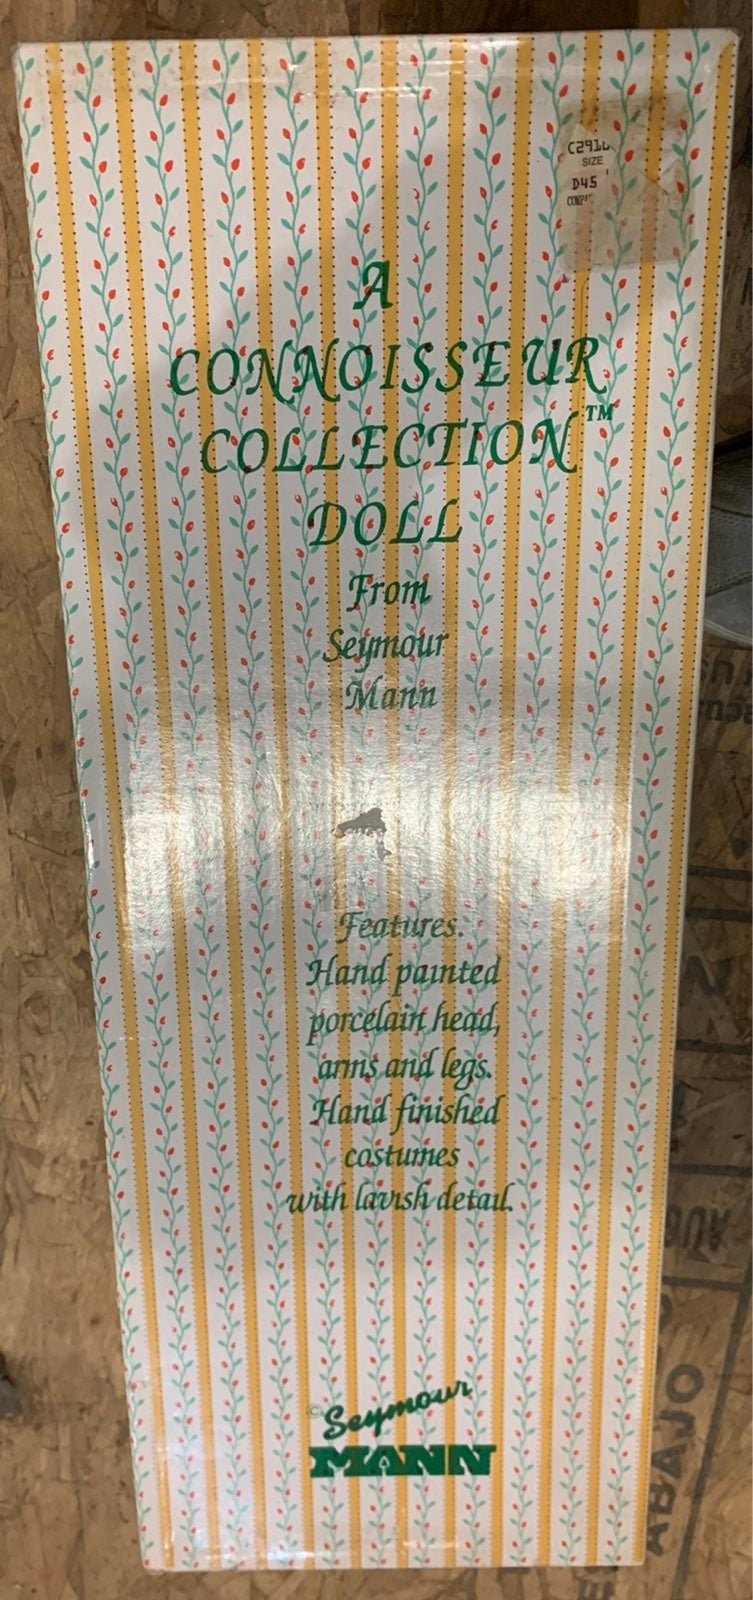 SIZE
D45
A
CONNOISSEUR
COLLECTION™
DOLL
From
Seymour
Mann
Features.
Hand painted
porcelain head,
arms and legs.
Hand finished
costumes
with lavish detail.
© Seymour
MANN
ABAJO